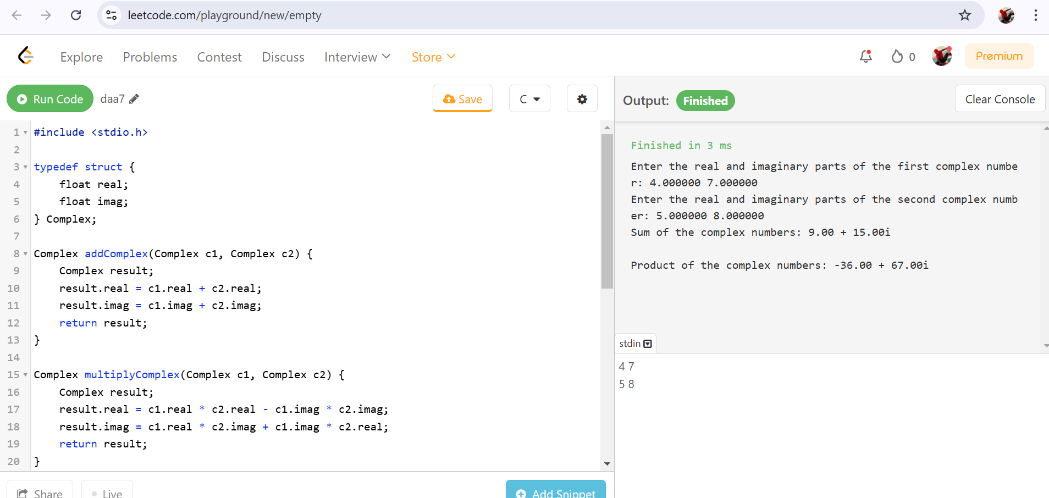 leetcode.com/playground/new/empty
Explore Problems Contest Discuss Interview Store 0 Premium
Run Code daa7 Save C
Output: Finished Clear Console
1 #include <stdio.h>
2
3 typedef struct {
4 float real;
5 float imag;
6 } Complex;
7
8 Complex addComplex(Complex c1, Complex c2) {
9 Complex result;
10 result.real = c1.real + c2.real;
11 result.imag = c1.imag + c2.imag;
12 return result;
13 }
14
15 Complex multiplyComplex(Complex c1, Complex c2) {
16 Complex result;
17 result.real = c1.real * c2.real - c1.imag * c2.imag;
18 result.imag = c1.real * c2.imag + c1.imag * c2.real;
19 return result;
20 }
Share Live Add Snippet
Finished in 3 ms
Enter the real and imaginary parts of the first complex numbe
r: 4.000000 7.000000
Enter the real and imaginary parts of the second complex numb
er: 5.000000 8.000000
Sum of the complex numbers: 9.00 + 15.00i
Product of the complex numbers: -36.00 + 67.00i
stdin
4 7
5 8